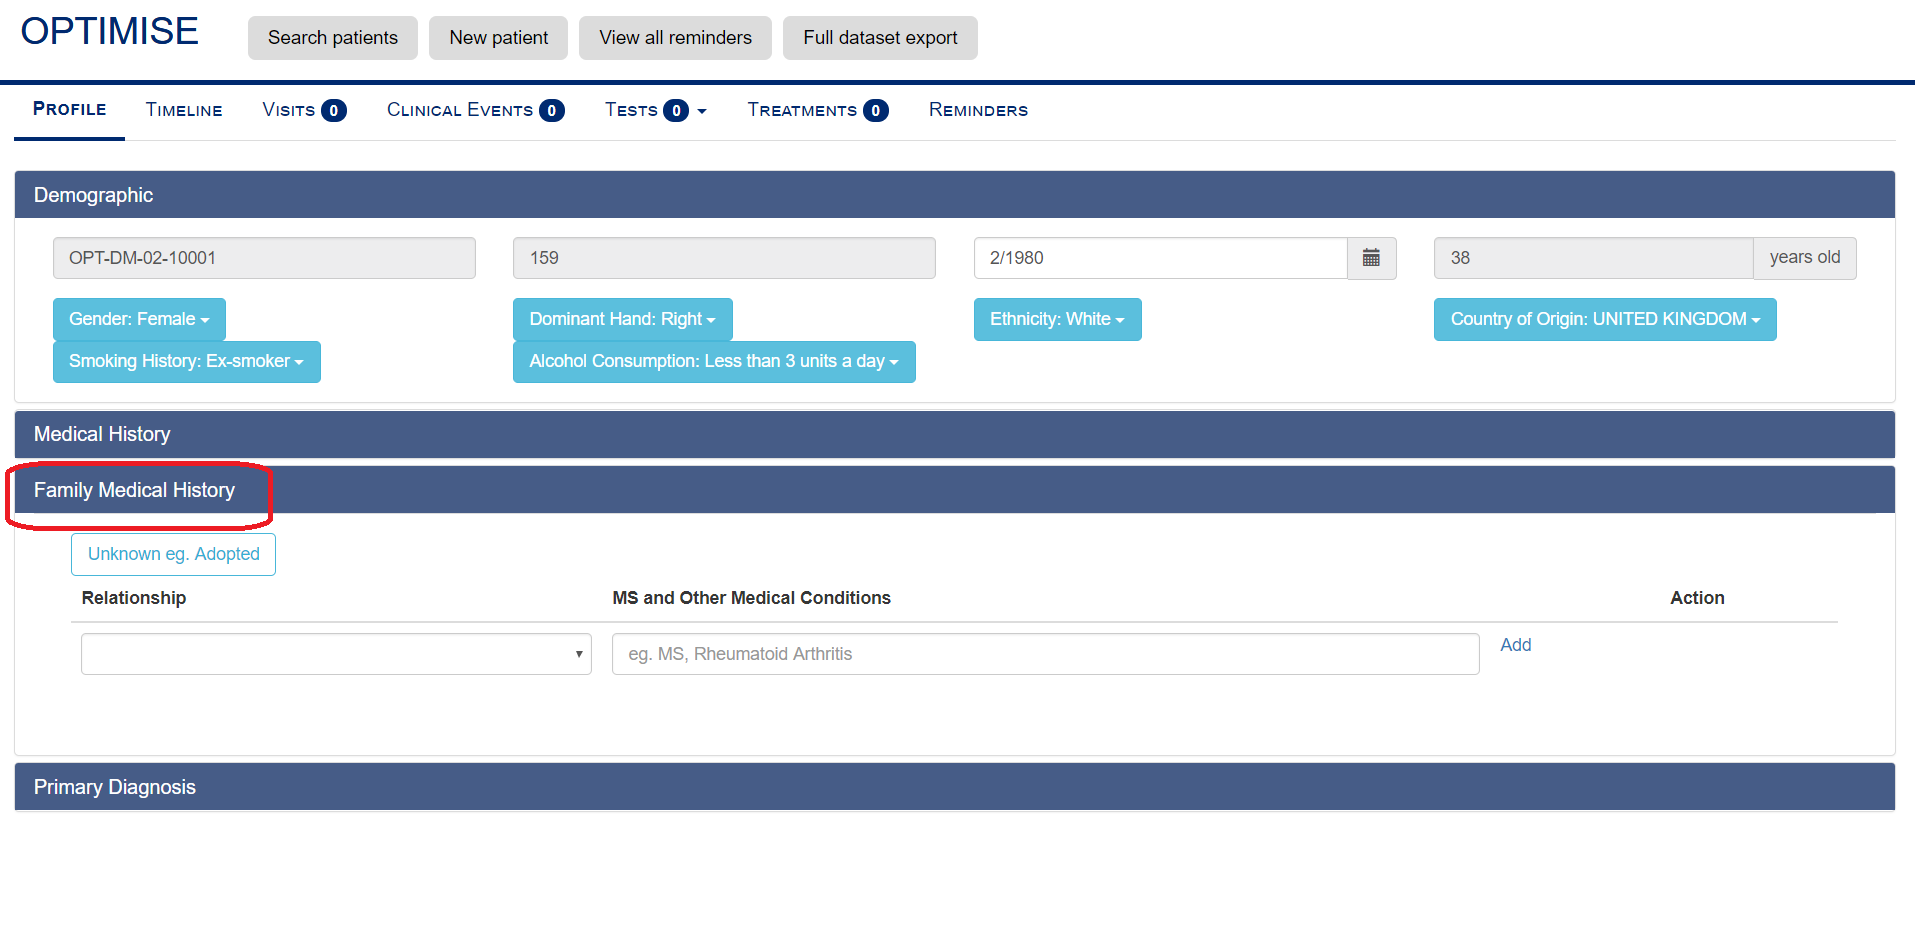 OPTIMISE
Search patients
New patient
View all reminders
Full dataset export
PROFILE
TIMELINE
VISITS 0
CLINICAL EVENTS 0
TESTS 0
TREATMENTS 0
REMINDERS
Demographic
OPT-DM-02-10001
159
2/1980
38 years old
Gender: Female
Dominant Hand: Right
Ethnicity: White
Country of Origin: UNITED KINGDOM
Smoking History: Ex-smoker
Alcohol Consumption: Less than 3 units a day
Medical History
Family Medical History
Unknown eg. Adopted
Relationship
MS and Other Medical Conditions
Action
eg. MS, Rheumatoid Arthritis
Add
Primary Diagnosis